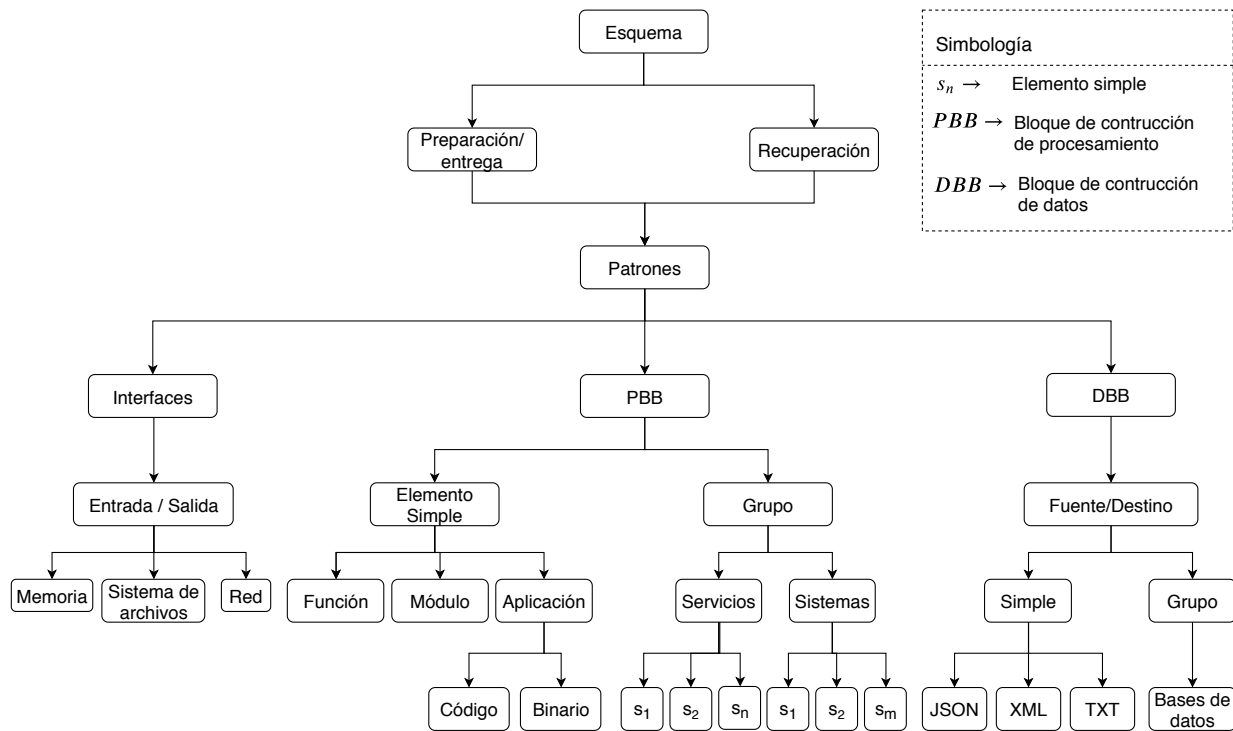 Esquema
Simbología
sₙ → Elemento simple
PBB → Bloque de contrucción
de procesamiento
DBB → Bloque de contrucción
de datos
Preparación/
entrega
Recuperación
Patrones
Interfaces
PBB
DBB
Entrada / Salida
Elemento
Simple
Grupo
Fuente/Destino
Memoria
Sistema de
archivos
Red
Función
Módulo
Aplicación
Servicios
Sistemas
Simple
Grupo
Código
Binario
s₁
s₂
sₙ
s₁
s₂
sₘ
JSON
XML
TXT
Bases de
datos